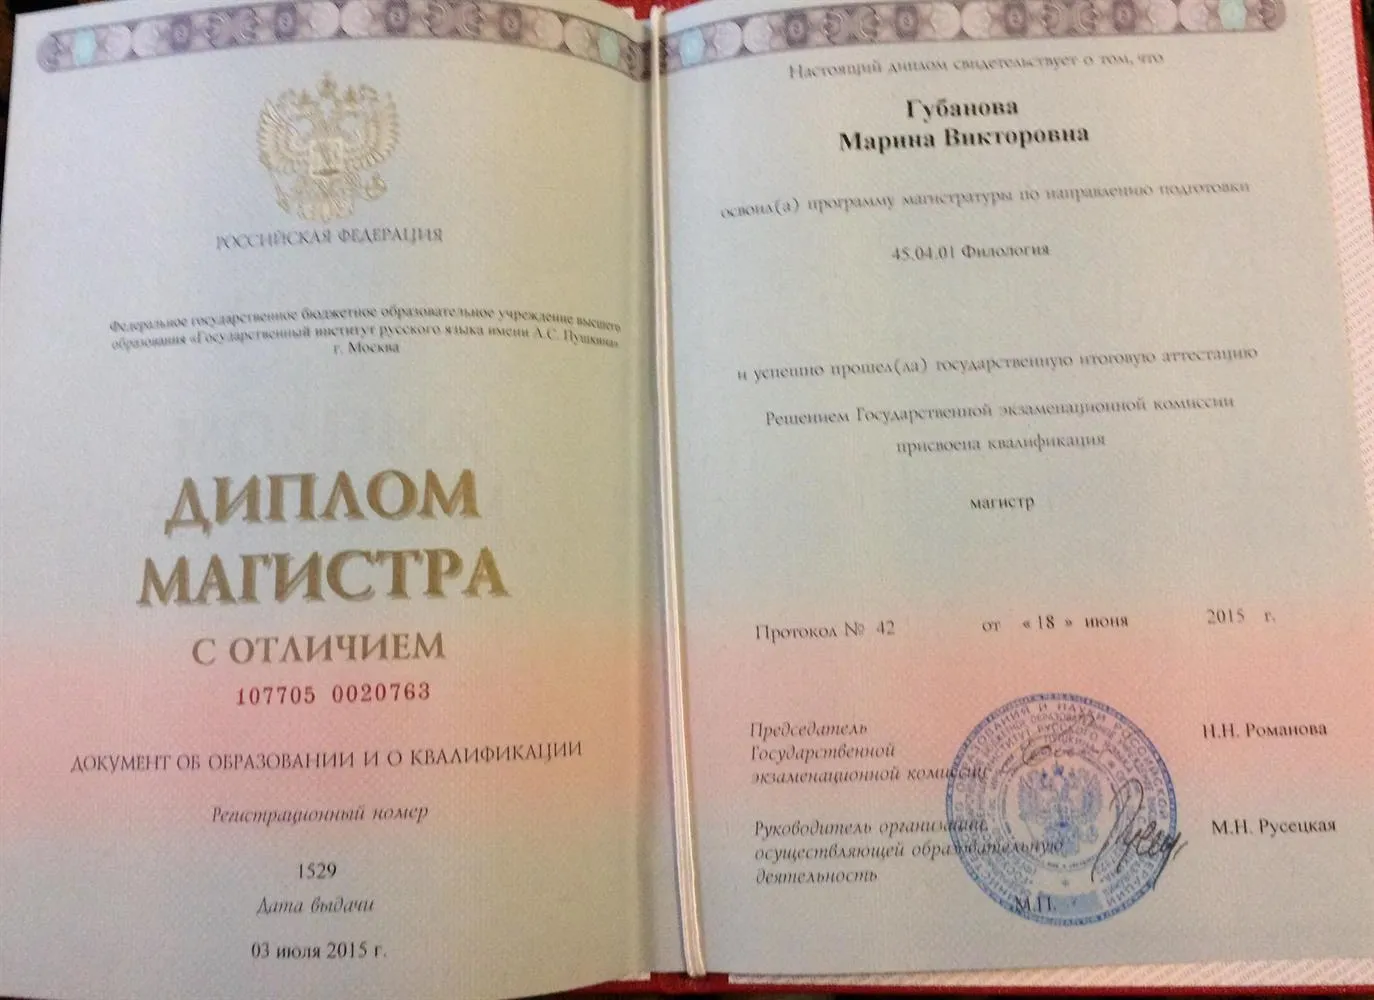 РОССИЙСКАЯ ФЕДЕРАЦИЯ
Федеральное государственное бюджетное образовательное учреждение высшего
образования «Государственный институт русского языка имени А.С. Пушкина»
г. Москва
ДИПЛОМ
МАГИСТРА
С ОТЛИЧИЕМ
107705 0020763
ДОКУМЕНТ ОБ ОБРАЗОВАНИИ И О КВАЛИФИКАЦИИ
Регистрационный номер
1529
Дата выдачи
03 июля 2015 г.
Настоящий диплом свидетельствует о том, что
Губанова
Марина Викторовна
освоил(а) программу магистратуры по направлению подготовки
45.04.01 Филология
и успешно прошел(ла) государственную итоговую аттестацию
Решением Государственной экзаменационной комиссии
присвоена квалификация
магистр
Протокол № 42 от « 18 » июня 2015 г.
Председатель
Государственной
экзаменационной комиссии
Н.Н. Романова
Руководитель организации,
осуществляющей образовательную
деятельность
М.Н. Русецкая
М.П.